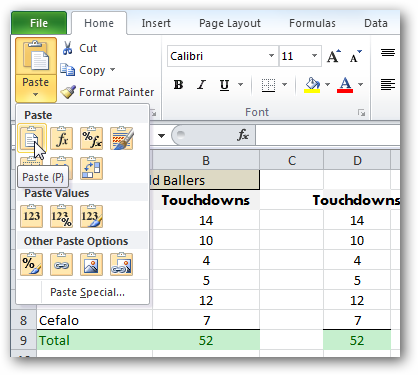 File Home Insert Page Layout Formulas Data
Cut
Calibri 11 A A
Copy
Paste
Format Painter
B I U A
Font
Paste
fx % fx
fx
Paste (P)
ld Ballers
Paste Values
123 123 % 123
Other Paste Options
%
Paste Special...
B C D
Touchdowns Touchdowns
14 14
10 10
4 4
5 5
12 12
8 Cefalo 7 7
9 Total 52 52